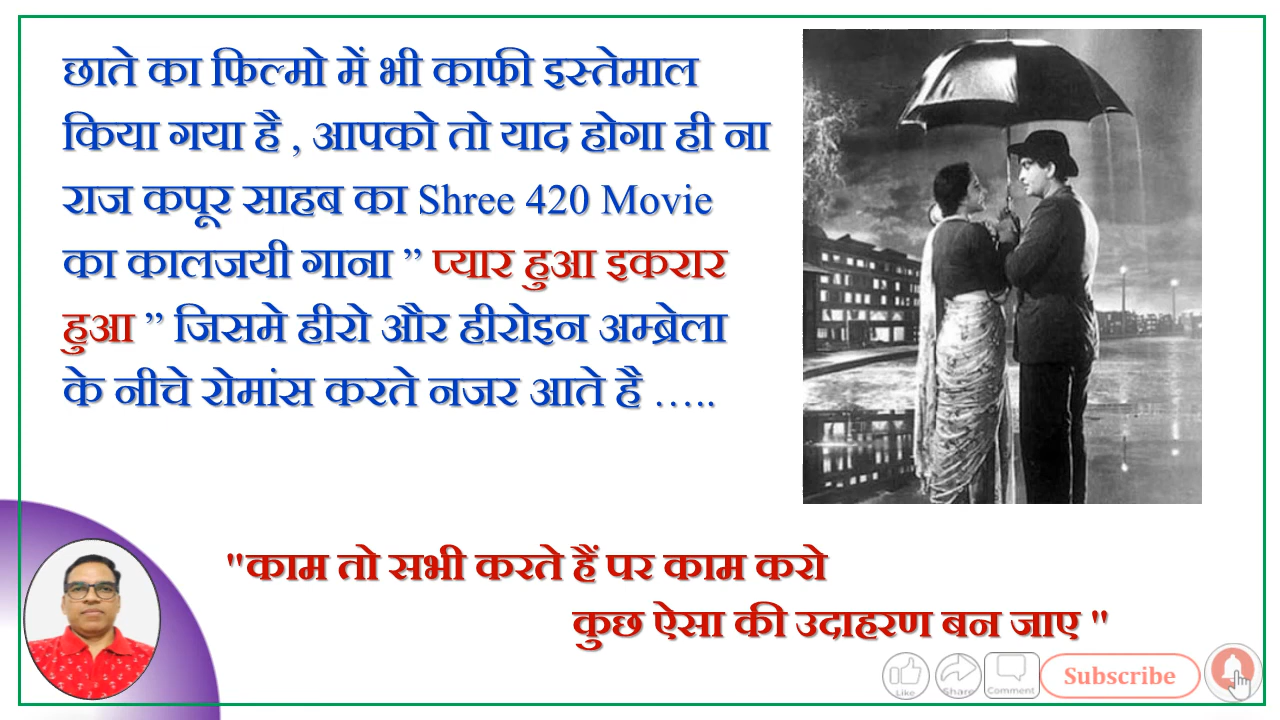 छाते का फिल्मो में भी काफी इस्तेमाल
किया गया है , आपको तो याद होगा ही ना
राज कपूर साहब का Shree 420 Movie
का कालजयी गाना ” प्यार हुआ इकरार
हुआ ” जिसमे हीरो और हीरोइन अम्ब्रेला
के नीचे रोमांस करते नजर आते है …..
"काम तो सभी करते हैं पर काम करो
कुछ ऐसा की उदाहरण बन जाए "
Like
Share
Comment
Subscribe